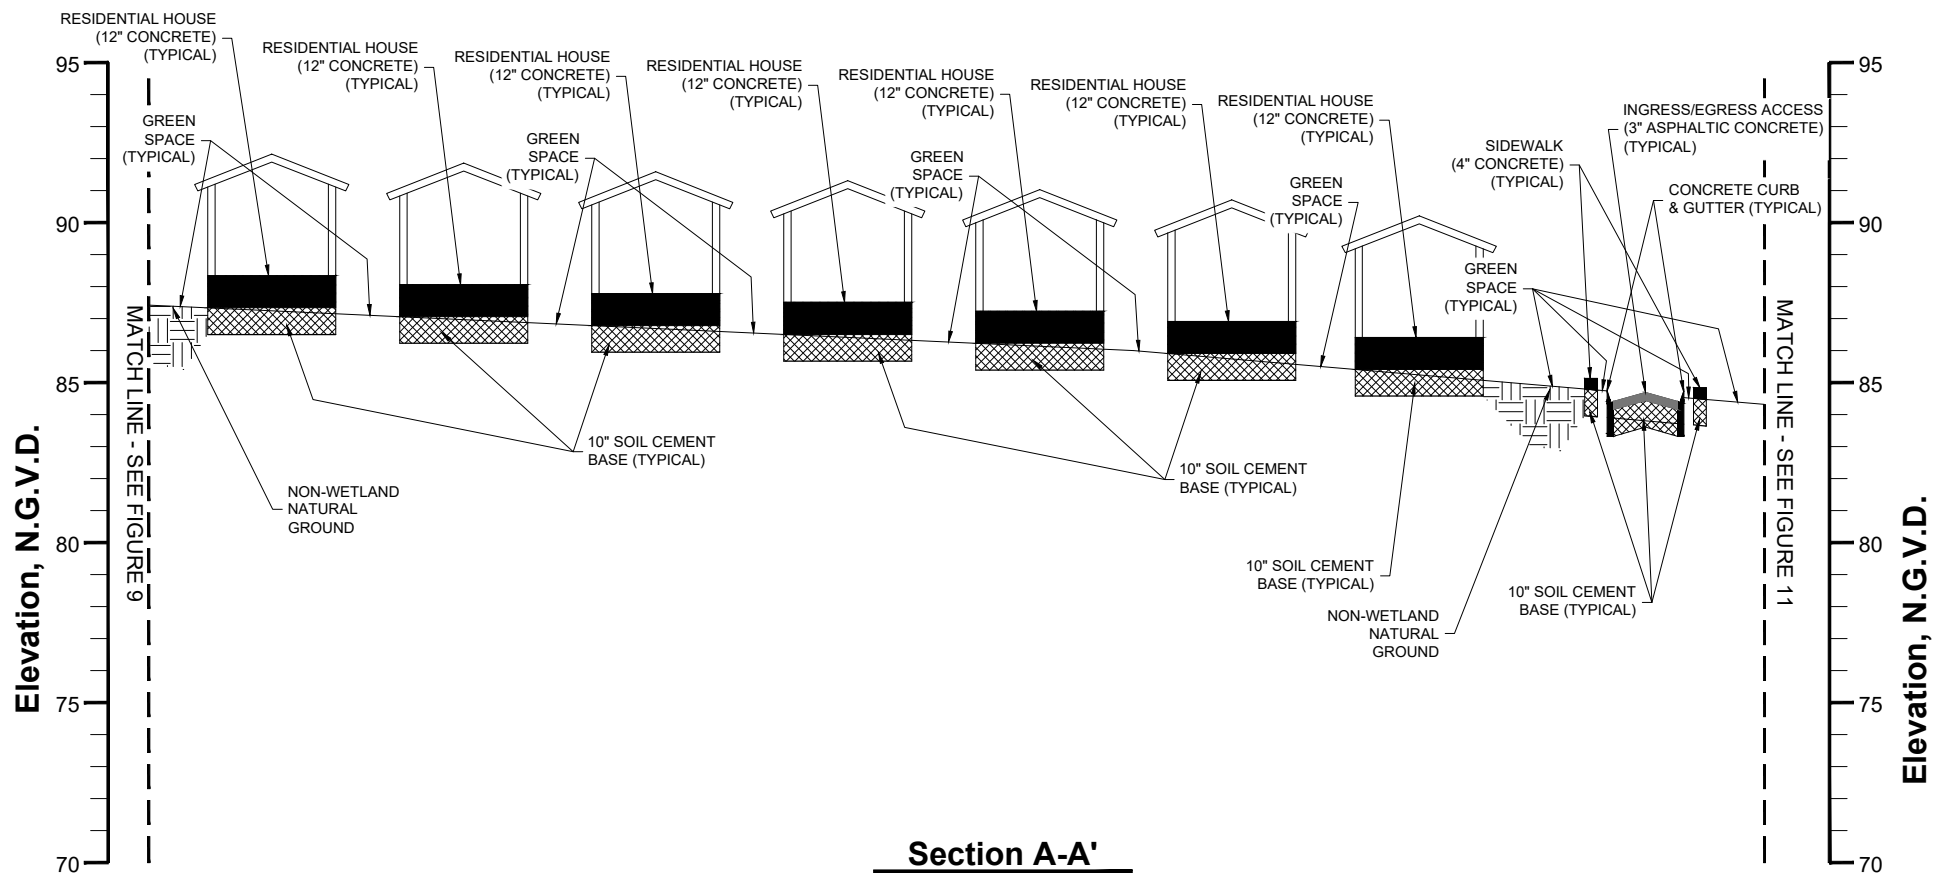 RESIDENTIAL HOUSE
(12" CONCRETE)
(TYPICAL)
RESIDENTIAL HOUSE
(12" CONCRETE)
(TYPICAL)
RESIDENTIAL HOUSE
(12" CONCRETE)
(TYPICAL)
RESIDENTIAL HOUSE
(12" CONCRETE)
(TYPICAL)
RESIDENTIAL HOUSE
(12" CONCRETE)
(TYPICAL)
RESIDENTIAL HOUSE
(12" CONCRETE)
(TYPICAL)
RESIDENTIAL HOUSE
(12" CONCRETE)
(TYPICAL)
INGRESS/EGRESS ACCESS
(3" ASPHALTIC CONCRETE)
(TYPICAL)
SIDEWALK
(4" CONCRETE)
(TYPICAL)
CONCRETE CURB
& GUTTER (TYPICAL)
GREEN
SPACE
(TYPICAL)
GREEN
SPACE
(TYPICAL)
GREEN
SPACE
(TYPICAL)
GREEN
SPACE
(TYPICAL)
GREEN
SPACE
(TYPICAL)
95
90
85
80
75
70
Elevation, N.G.V.D.
MATCH LINE - SEE FIGURE 9
NON-WETLAND
NATURAL
GROUND
10" SOIL CEMENT
BASE (TYPICAL)
10" SOIL CEMENT
BASE (TYPICAL)
10" SOIL CEMENT
BASE (TYPICAL)
NON-WETLAND
NATURAL
GROUND
10" SOIL CEMENT
BASE (TYPICAL)
MATCH LINE - SEE FIGURE 11
95
90
85
80
75
70
Elevation, N.G.V.D.
Section A-A'